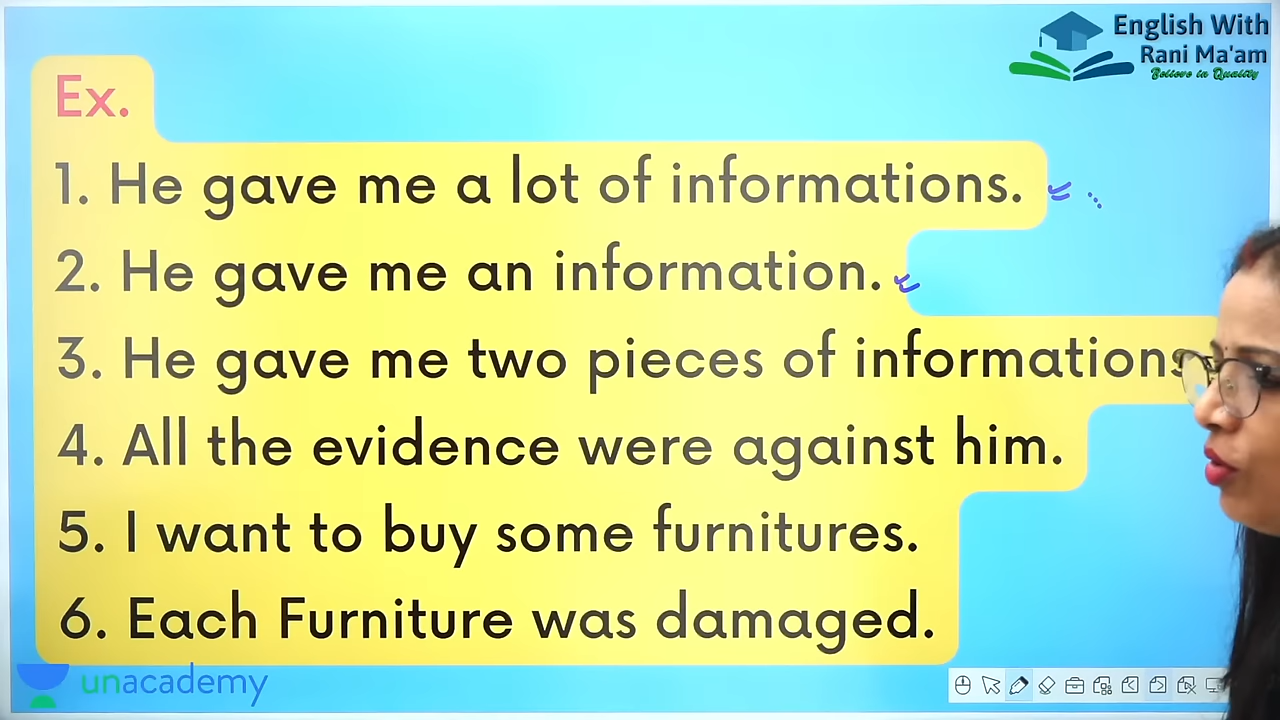 English With
Rani Ma'am
Believe in Quality
Ex.
1. He gave me a lot of informations.
2. He gave me an information.
3. He gave me two pieces of informations
4. All the evidence were against him.
5. I want to buy some furnitures.
6. Each Furniture was damaged.
unacademy